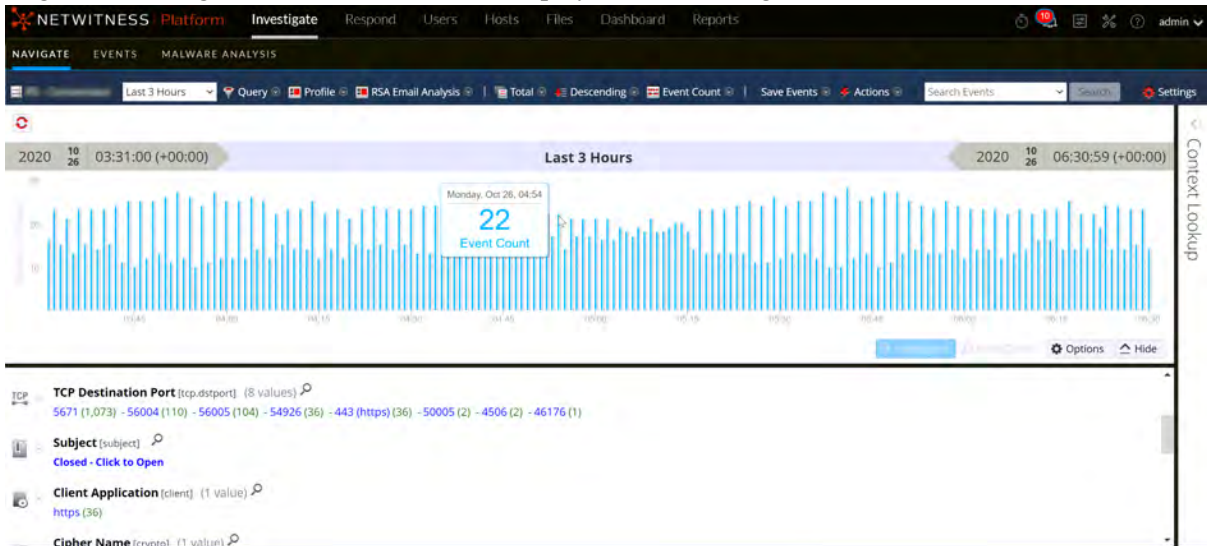 NETWITNESS Platform Investigate Respond Users Hosts Files Dashboard Reports 10 admin
NAVIGATE EVENTS MALWARE ANALYSIS
Last 3 Hours Query Profile RSA Email Analysis | Total Descending Event Count | Save Events Actions Search Events Search Settings
2020 10 26 03:31:00 (+00:00) Last 3 Hours 2020 10 26 06:30:59 (+00:00)
Context Lookup
Monday, Oct 26, 04:54
22
Event Count
20
10
03:45 04:00 04:15 04:30 04:45 05:00 05:15 05:30 05:45 06:00 06:15 06:30
Options Hide
TCP TCP Destination Port [tcp.dstport] (8 values)
5671 (1,073) - 56004 (110) - 56005 (104) - 54926 (36) - 443 (https) (36) - 50005 (2) - 4506 (2) - 46176 (1)
Subject [subject]
Closed - Click to Open
Client Application [client] (1 value)
https (36)
Cipher Name [crypto] (1 value)